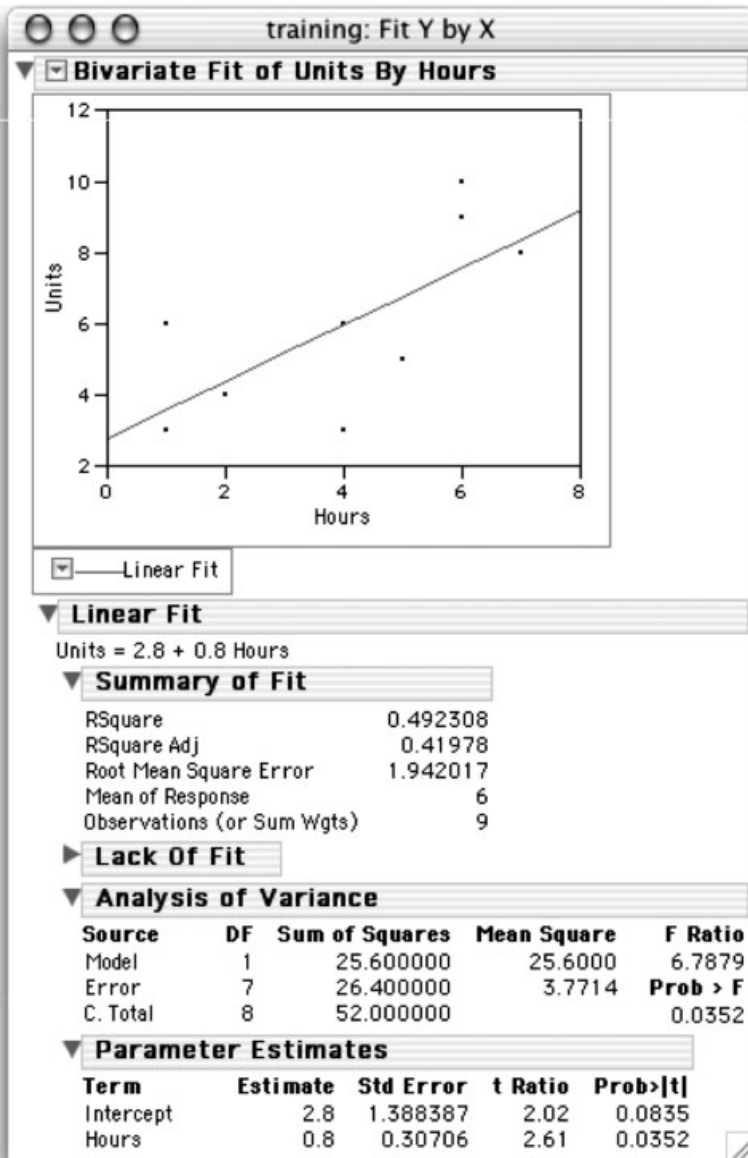 training: Fit Y by X
Bivariate Fit of Units By Hours
12
10
8
6
4
2
Units
0 2 4 6 8
Hours
Linear Fit
Linear Fit
Units = 2.8 + 0.8 Hours
Summary of Fit
RSquare 0.492308
RSquare Adj 0.41978
Root Mean Square Error 1.942017
Mean of Response 6
Observations (or Sum Wgts) 9
Lack Of Fit
Analysis of Variance
Source DF Sum of Squares Mean Square F Ratio
Model 1 25.600000 25.6000 6.7879
Error 7 26.400000 3.7714 Prob > F
C. Total 8 52.000000 0.0352
Parameter Estimates
Term Estimate Std Error t Ratio Prob>|t|
Intercept 2.8 1.388387 2.02 0.0835
Hours 0.8 0.30706 2.61 0.0352